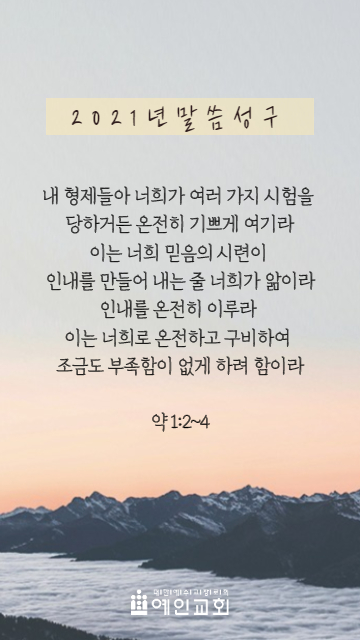 2021년말씀성구
내 형제들아 너희가 여러 가지 시험을
당하거든 온전히 기쁘게 여기라
이는 너희 믿음의 시련이
인내를 만들어 내는 줄 너희가 앎이라
인내를 온전히 이루라
이는 너희로 온전하고 구비하여
조금도 부족함이 없게 하려 함이라
약 1:2~4
예인교회